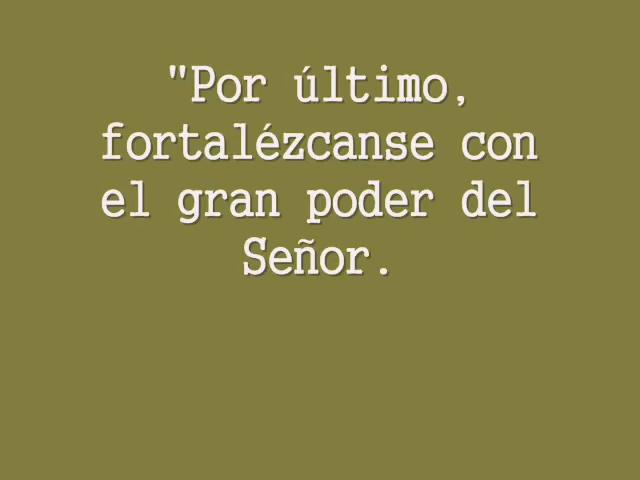 "Por último,
fortalézcanse con
el gran poder del
Señor.